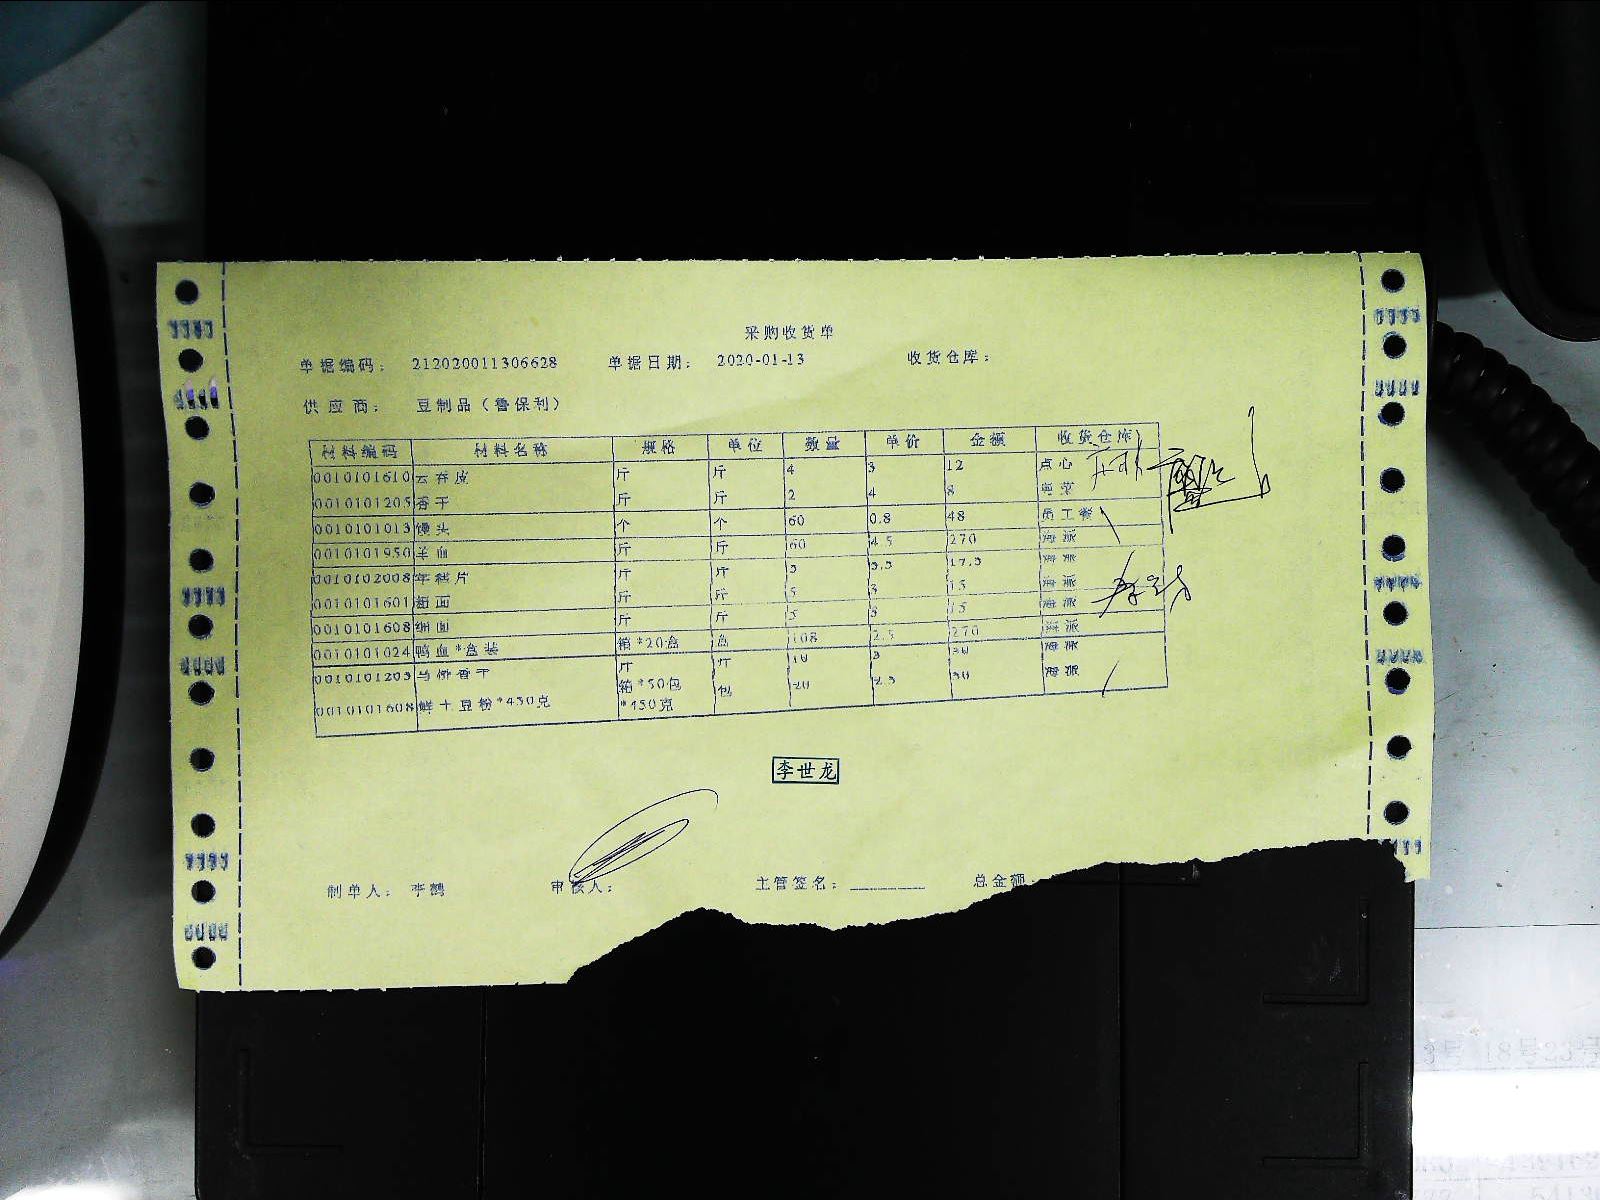 采购收货单
单据编码： 212020011306628 单据日期： 2020-01-13 收货仓库：
供应商： 豆制品（鲁保利）
材料编码 材料名称 规格 单位 数量 单价 金额 收货仓库
0010101610 云吞皮 斤 斤 4 3 12 点心
0010101205 香干 斤 斤 2 4 8 粤菜
0010101013 馒头 个 个 60 0.8 48 员工餐
0010101950 羊血 斤 斤 60 4.5 270 海派
0010102008 年糕片 斤 斤 5 3.5 17.5 海派
0010101601 粗面 斤 斤 5 3 15 海派
0010101608 细面 斤 斤 5 3 15 海派
0010101024 鸭血*盒装 箱*20盒 盒 108 2.5 270 海派
0010101203 马桥香干 斤 斤 10 3 30 海派
0010101608 鲜土豆粉*450克 箱*50包*450克 包 20 2.5 50 海派
李世龙
制单人： 李鹤 审核人： 主管签名： 总金额：